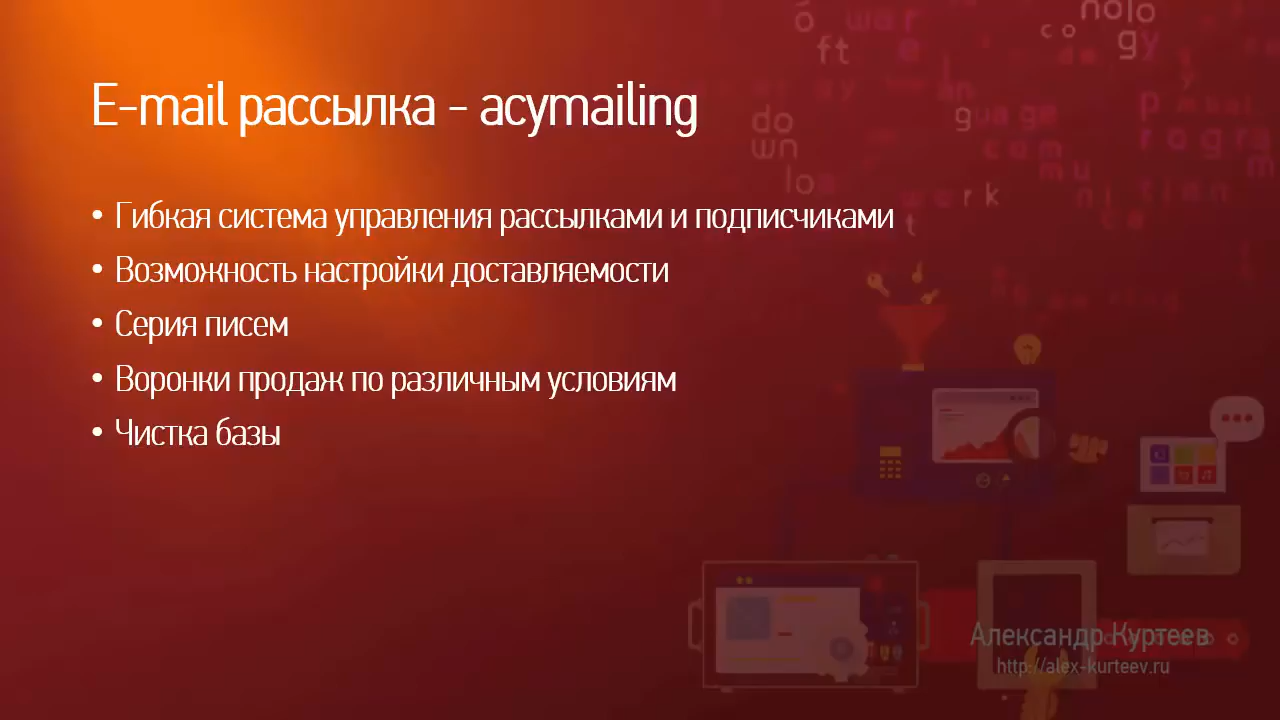 E-mail рассылка - acymailing
• Гибкая система управления рассылками и подписчиками
• Возможность настройки доставляемости
• Серия писем
• Воронки продаж по различным условиям
• Чистка базы
Александр Куртеев
http://alex-kurteev.ru